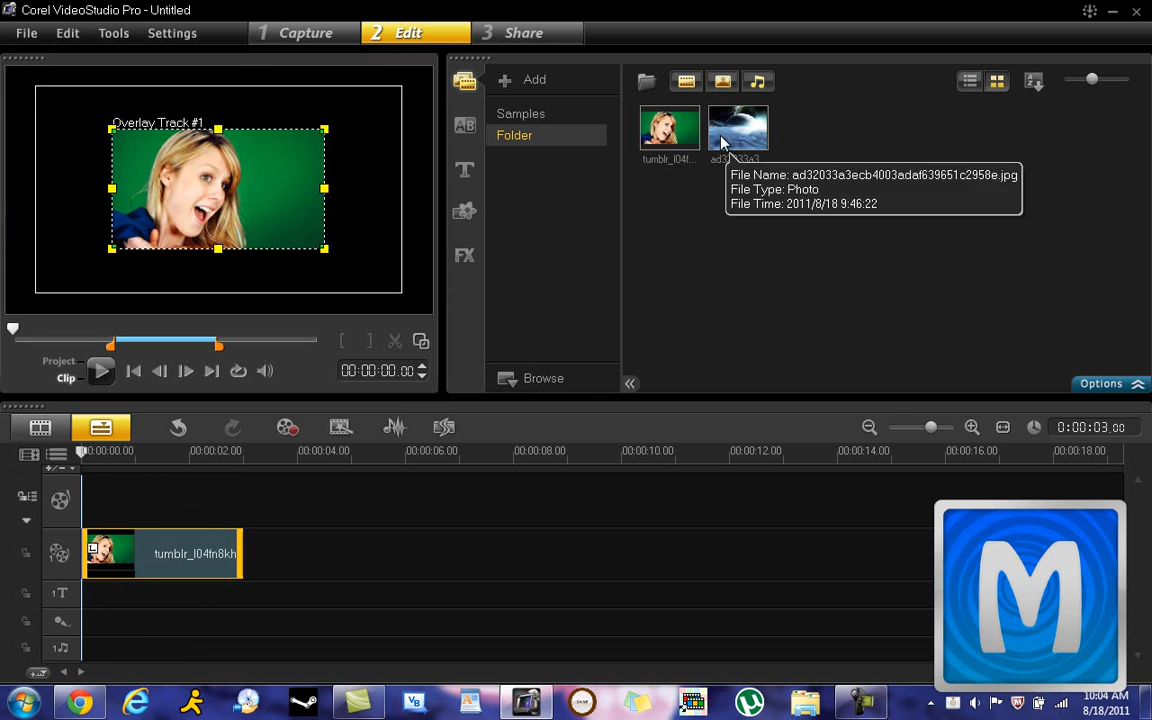 Corel VideoStudio Pro - Untitled
File Edit Tools Settings 1 Capture 2 Edit 3 Share
Overlay Track #1
Add
Samples
Folder
AB
T
FX
tumblr_l04f...
File Name: ad32033a3ecb4003adaf639651c2958e.jpg
File Type: Photo
File Time: 2011/8/18 9:46:22
Project
Clip
00:00:00.00
Browse
Options
0:00:03.00
00:00:00.00 00:00:02.00 00:00:04.00 00:00:06.00 00:00:08.00 00:00:10.00 00:00:12.00 00:00:14.00 00:00:16.00 00:00:18.00
tumblr_l04fn8kh
1
1T
1
M
10:04 AM
8/18/2011